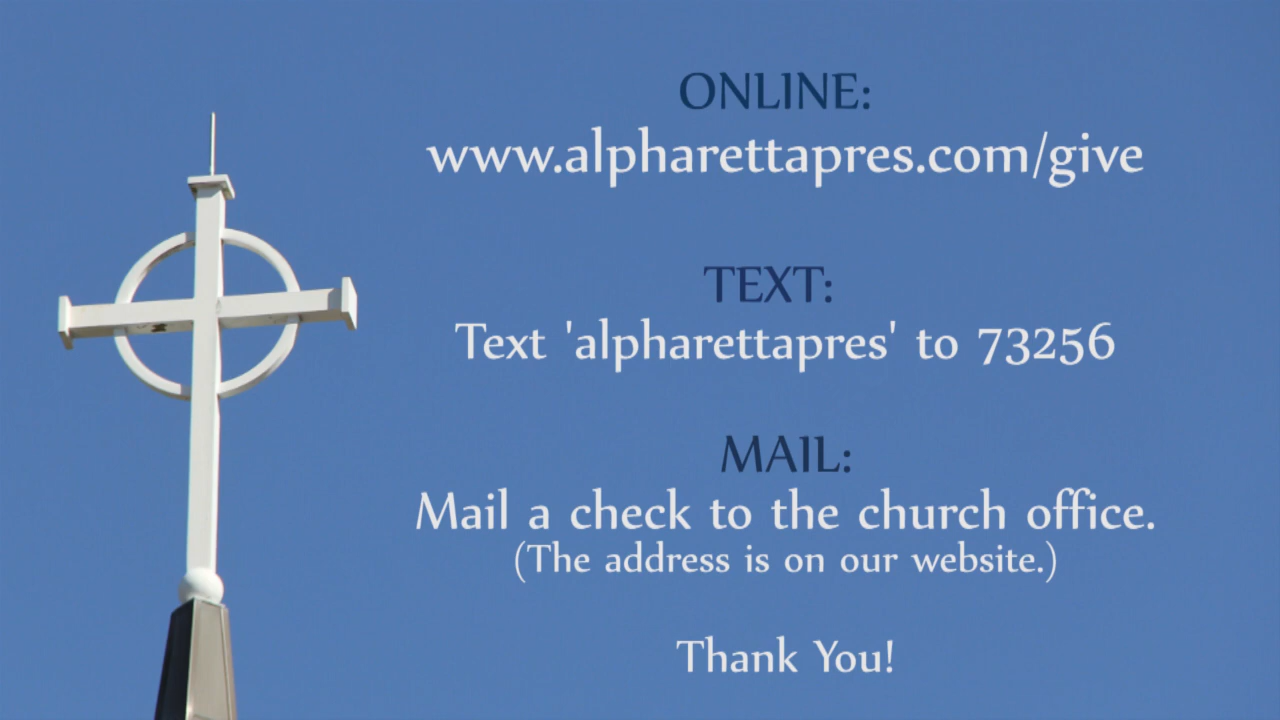 ONLINE:
www.alpharettapres.com/give
TEXT:
Text 'alpharettapres' to 73256
MAIL:
Mail a check to the church office.
(The address is on our website.)
Thank You!